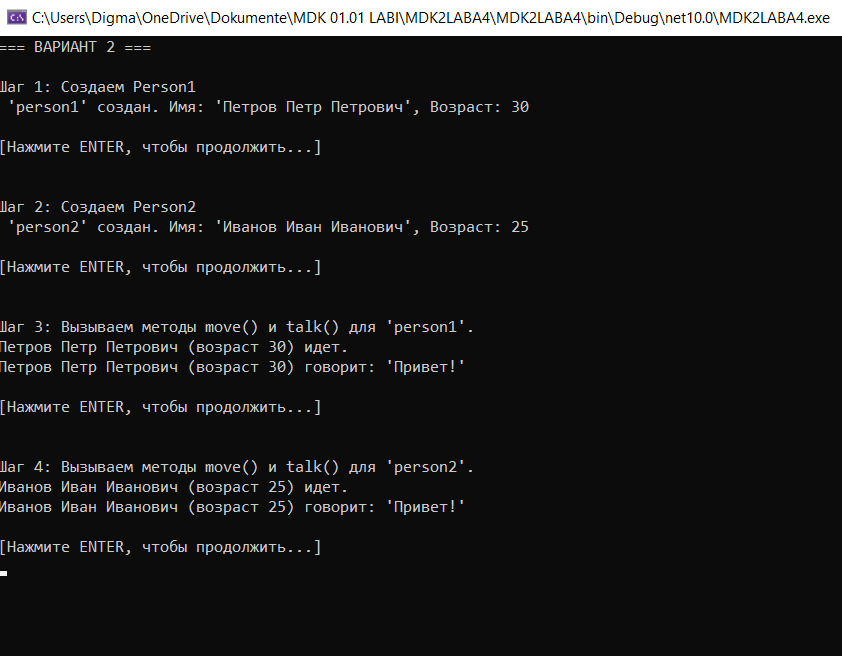 C:\Users\Digma\OneDrive\Dokumente\MDK 01.01 LABI\MDK2LABA4\MDK2LABA4\bin\Debug\net10.0\MDK2LABA4.exe
=== ВАРИАНТ 2 ===
Шаг 1: Создаем Person1
'person1' создан. Имя: 'Петров Петр Петрович', Возраст: 30
[Нажмите ENTER, чтобы продолжить...]
Шаг 2: Создаем Person2
'person2' создан. Имя: 'Иванов Иван Иванович', Возраст: 25
[Нажмите ENTER, чтобы продолжить...]
Шаг 3: Вызываем методы move() и talk() для 'person1'.
Петров Петр Петрович (возраст 30) идет.
Петров Петр Петрович (возраст 30) говорит: 'Привет!'
[Нажмите ENTER, чтобы продолжить...]
Шаг 4: Вызываем методы move() и talk() для 'person2'.
Иванов Иван Иванович (возраст 25) идет.
Иванов Иван Иванович (возраст 25) говорит: 'Привет!'
[Нажмите ENTER, чтобы продолжить...]